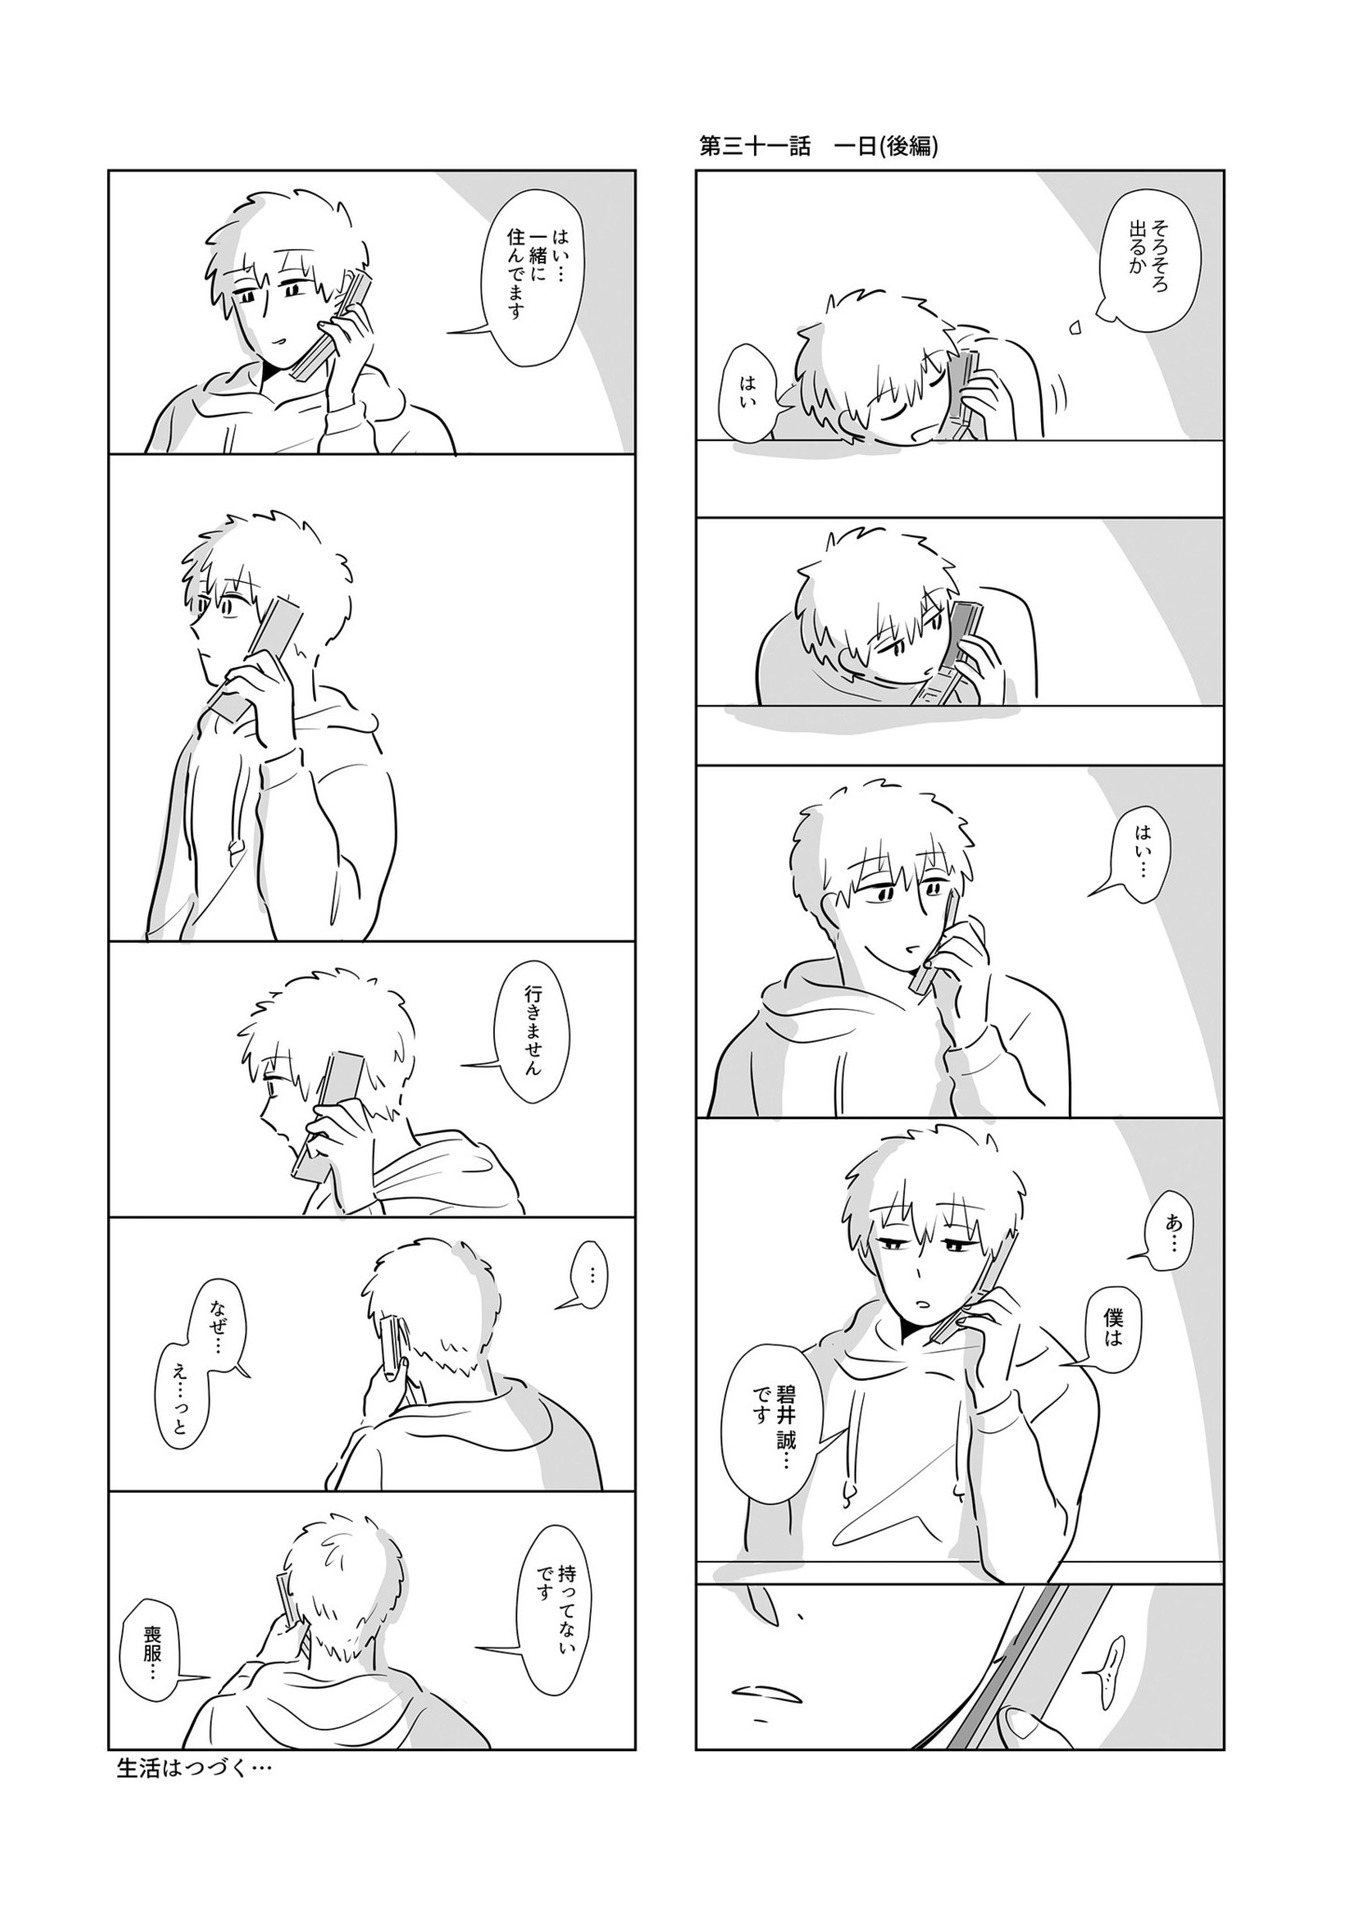 第三十一話　一日(後編)
そろそろ
出るか
はい
はい…
あ…
僕は
碧井 誠…
です
…
はい…
一緒に
住んでます
行きません
…
なぜ…
え…っと
持ってない
です
喪服…
生活はつづく…